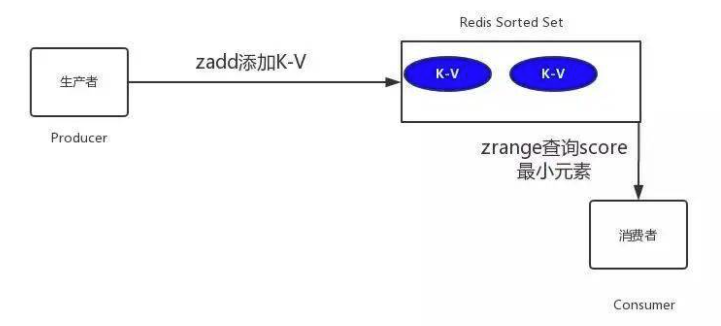 Redis Sorted Set
zadd添加K-V
K-V
K-V
生产者
Producer
zrange查询score
最小元素
消费者
Consumer